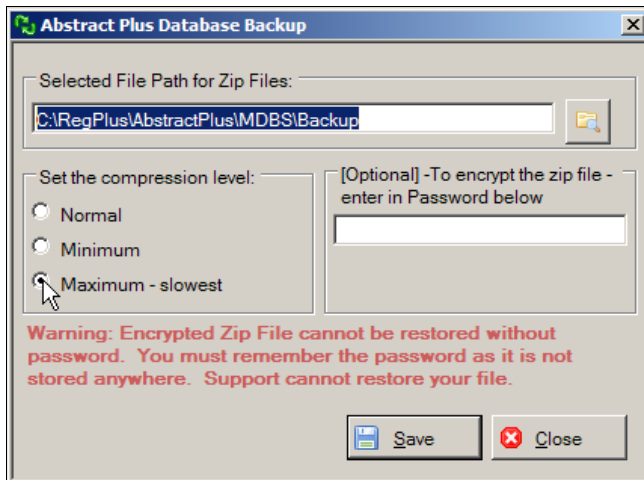 Abstract Plus Database Backup
Selected File Path for Zip Files:
C:\RegPlus\AbstractPlus\MDBS\Backup
Set the compression level:
Normal
Minimum
Maximum - slowest
[Optional] -To encrypt the zip file -
enter in Password below
Warning: Encrypted Zip File cannot be restored without
password.  You must remember the password as it is not
stored anywhere.  Support cannot restore your file.
Save
Close